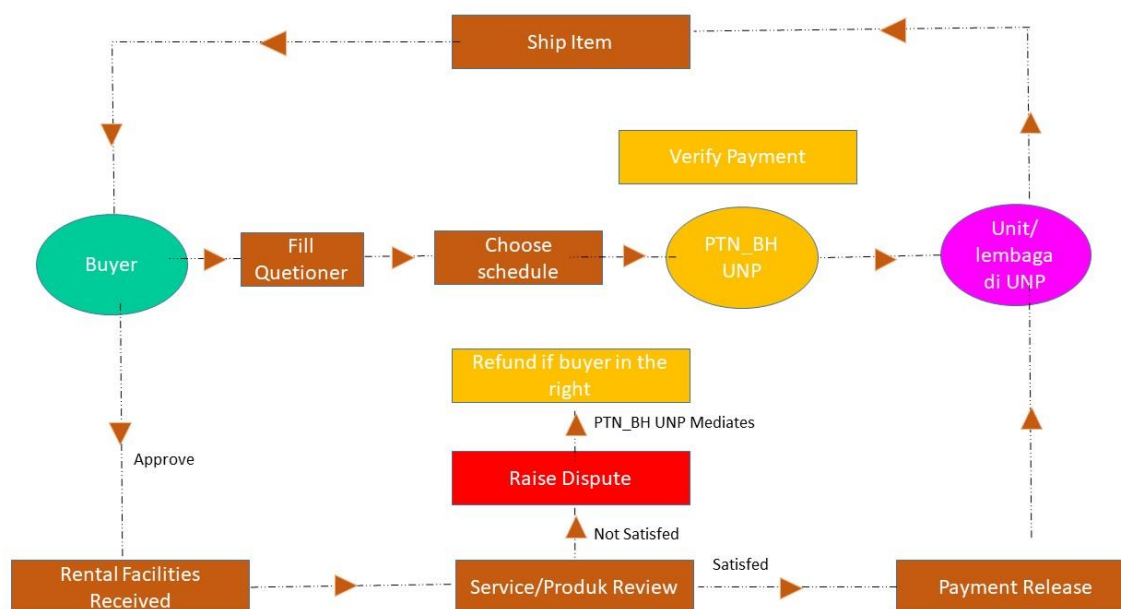 Ship Item
Verify Payment
Buyer
Fill
Quetioner
Choose
schedule
PTN_BH
UNP
Unit/
lembaga
di UNP
Refund if buyer in the
right
PTN_BH UNP Mediates
Approve
Raise Dispute
Not Satisfed
Satisfed
Rental Facilities
Received
Service/Produk Review
Payment Release